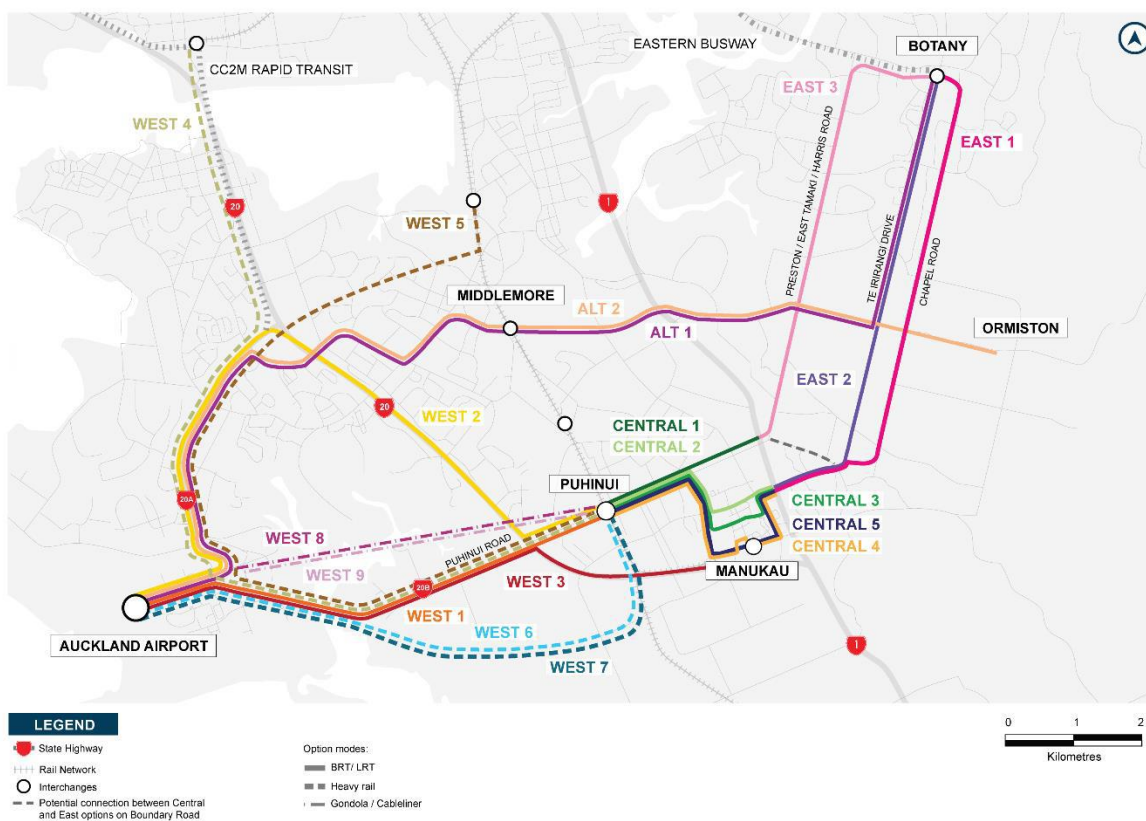 EASTERN BUSWAY
BOTANY
CC2M RAPID TRANSIT
EAST 3
WEST 4
EAST 1
20
1
WEST 5
PRESTON / EAST TAMAKI / HARRIS ROAD
TE IRIRANGI DRIVE
CHAPEL ROAD
MIDDLEMORE
ALT 2
ALT 1
ORMISTON
EAST 2
WEST 2
20
CENTRAL 1
CENTRAL 2
PUHINUI
20A
CENTRAL 3
CENTRAL 5
CENTRAL 4
WEST 8
WEST 9
PUHINUI ROAD
20B
WEST 3
MANUKAU
WEST 1
AUCKLAND AIRPORT
WEST 6
WEST 7
1
LEGEND
State Highway
Rail Network
Interchanges
Potential connection between Central
and East options on Boundary Road
Option modes:
BRT/ LRT
Heavy rail
Gondola / Cabieliner
0 1 2
Kilometres